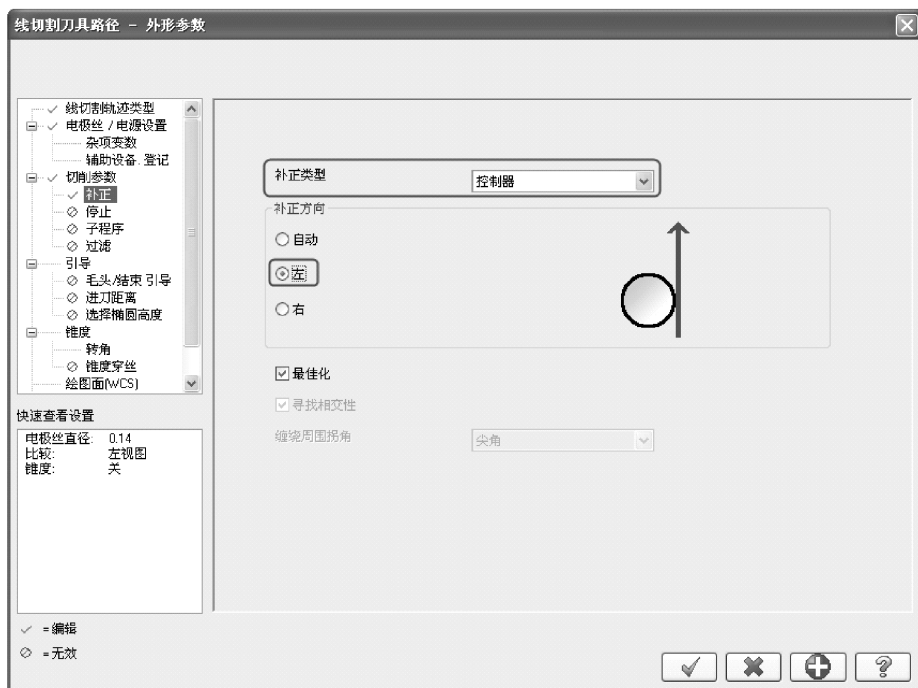 线切割刀具路径 - 外形参数
线切割轨迹类型
电极丝 / 电源设置
杂项变数
辅助设备. 登记
切削参数
补正
停止
子程序
过滤
引导
毛头/结束 引导
进刀距离
选择椭圆高度
锥度
转角
锥度穿丝
绘图面(WCS)
快速查看设置
电极丝直径: 0.14
比较: 左视图
锥度: 关
=编辑
=无效
补正类型 控制器
补正方向
自动
左
右
最佳化
寻找相交性
缠绕周围拐角 尖角